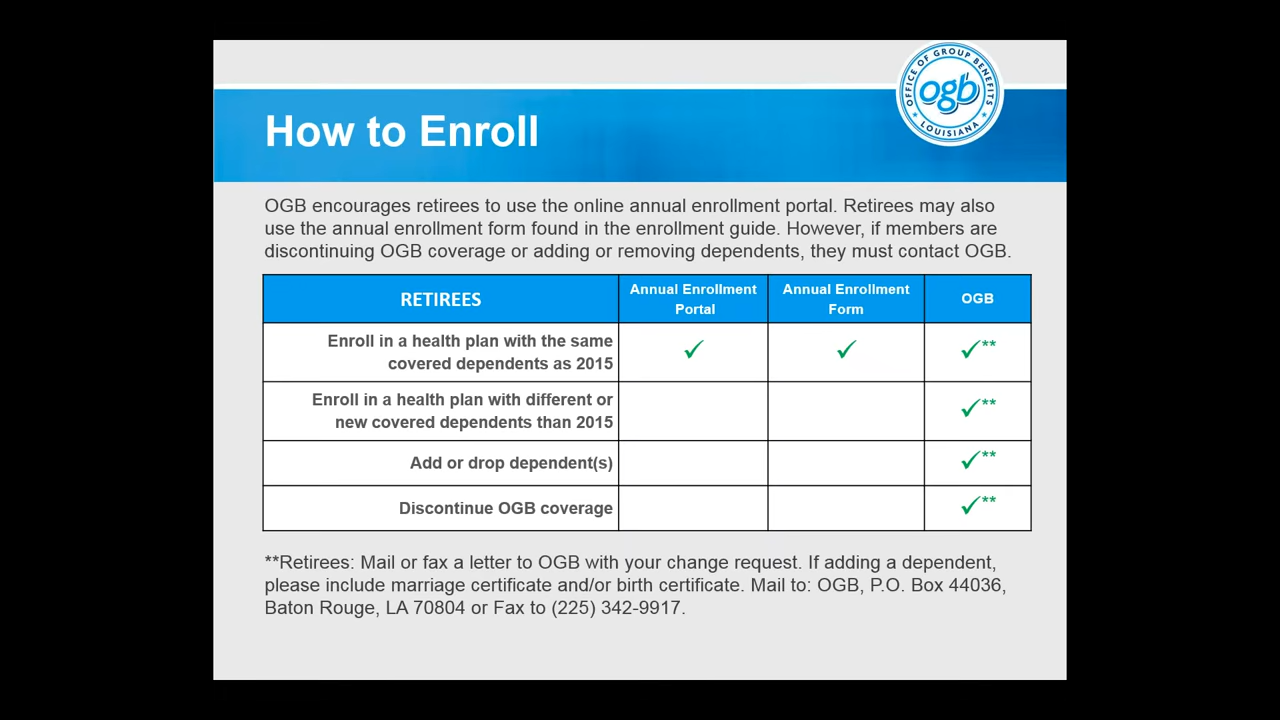 OFFICE OF GROUP BENEFITS
ogb
LOUISIANA
How to Enroll
OGB encourages retirees to use the online annual enrollment portal. Retirees may also
use the annual enrollment form found in the enrollment guide. However, if members are
discontinuing OGB coverage or adding or removing dependents, they must contact OGB.
RETIREES
Annual Enrollment
Portal
Annual Enrollment
Form
OGB
Enroll in a health plan with the same
covered dependents as 2015
✓
✓
✓**
Enroll in a health plan with different or
new covered dependents than 2015
✓**
Add or drop dependent(s)
✓**
Discontinue OGB coverage
✓**
**Retirees: Mail or fax a letter to OGB with your change request. If adding a dependent,
please include marriage certificate and/or birth certificate. Mail to: OGB, P.O. Box 44036,
Baton Rouge, LA 70804 or Fax to (225) 342-9917.